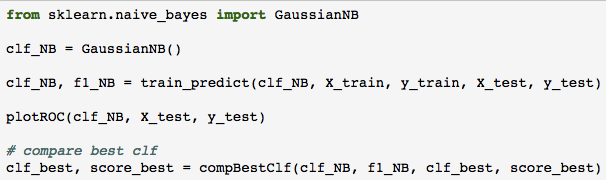 from sklearn.naive_bayes import GaussianNB
clf_NB = GaussianNB()
clf_NB, f1_NB = train_predict(clf_NB, X_train, y_train, X_test, y_test)
plotROC(clf_NB, X_test, y_test)
# compare best clf
clf_best, score_best = compBestClf(clf_NB, f1_NB, clf_best, score_best)